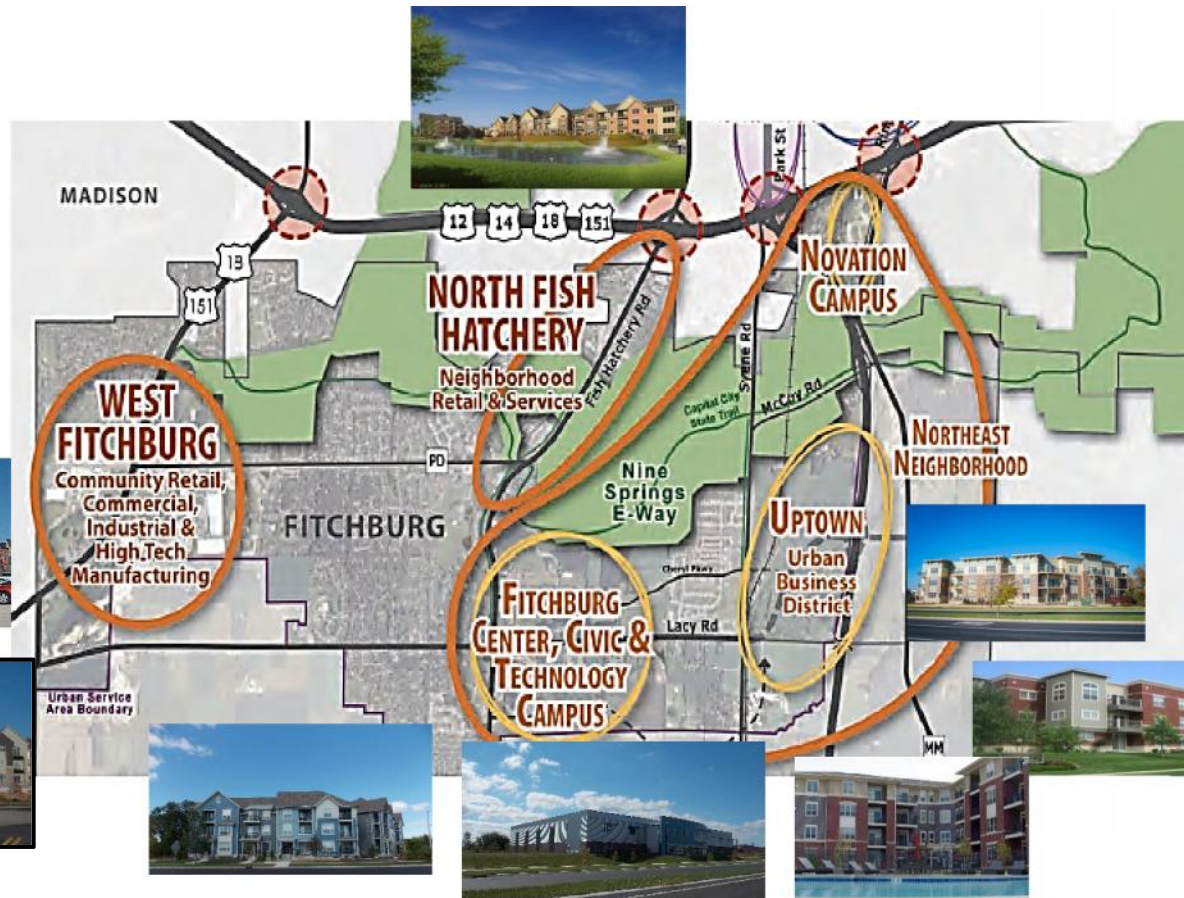 MADISON
Park St
12 14 18 151
18
151
NORTH FISH
HATCHERY
Neighborhood
Retail & Services
Fish Hatchery Rd
NOVATION
CAMPUS
Syene Rd
Capital City
State Trail
McCoy Rd
WEST
FITCHBURG
Community Retail,
Commercial,
Industrial &
High Tech
Manufacturing
PD
FITCHBURG
Nine
Springs
E-Way
NORTHEAST
NEIGHBORHOOD
UPTOWN
Urban
Business
District
Cheryl Pkwy
Lacy Rd
FITCHBURG
CENTER, CIVIC &
TECHNOLOGY
CAMPUS
Urban Service
Area Boundary
MM